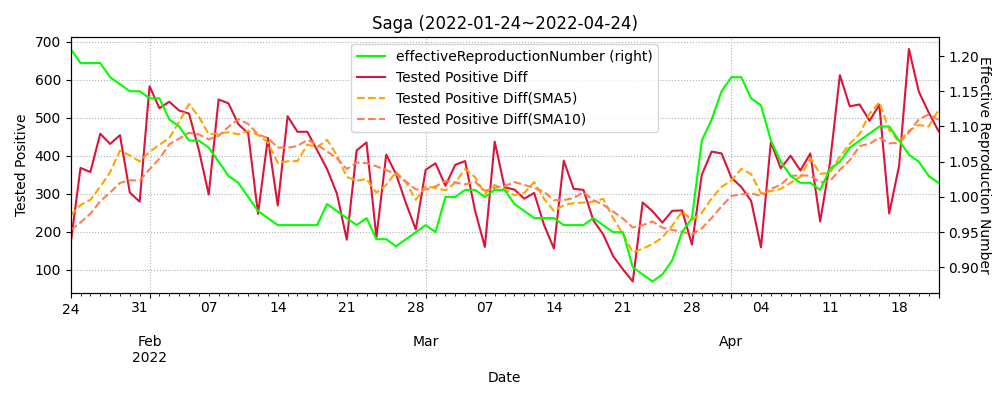 Saga (2022-01-24~2022-04-24)
effectiveReproductionNumber (right)
Tested Positive Diff
Tested Positive Diff(SMA5)
Tested Positive Diff(SMA10)
Tested Positive
700
600
500
400
300
200
100
1.20
1.15
1.10
1.05
1.00
0.95
0.90
Effective Reproduction Number
24 31 07 14 21 28 07 14 21 28 04 11 18
Feb Mar Apr
2022
Date